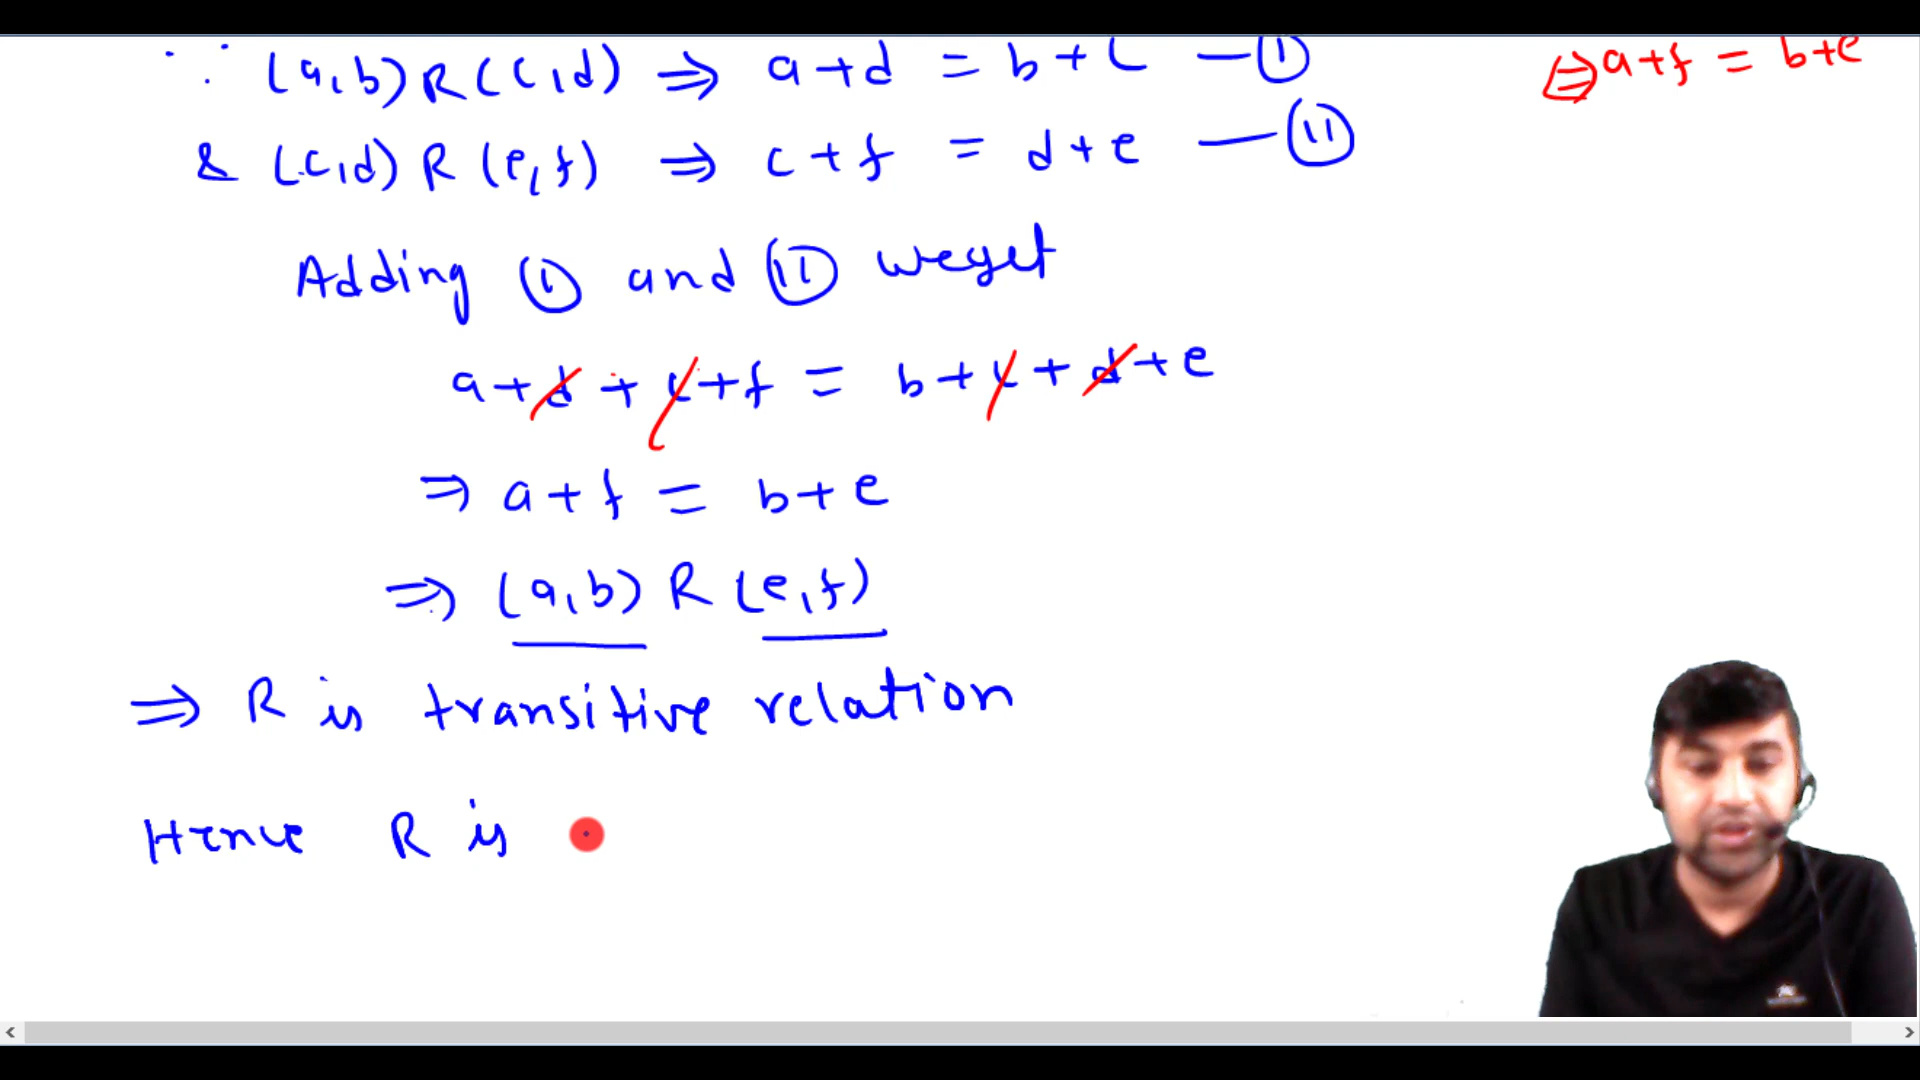 ∵ (a,b) R (c,d) ⇒ a+d = b+c — (I)
⇔ a+f = b+e
& (c,d) R (e,f) ⇒ c+f = d+e — (II)
Adding (I) and (II) we get
a+d+c+f = b+c+d+e
⇒ a+f = b+e
⇒ (a,b) R (e,f)
⇒ R is transitive relation
Hence R is